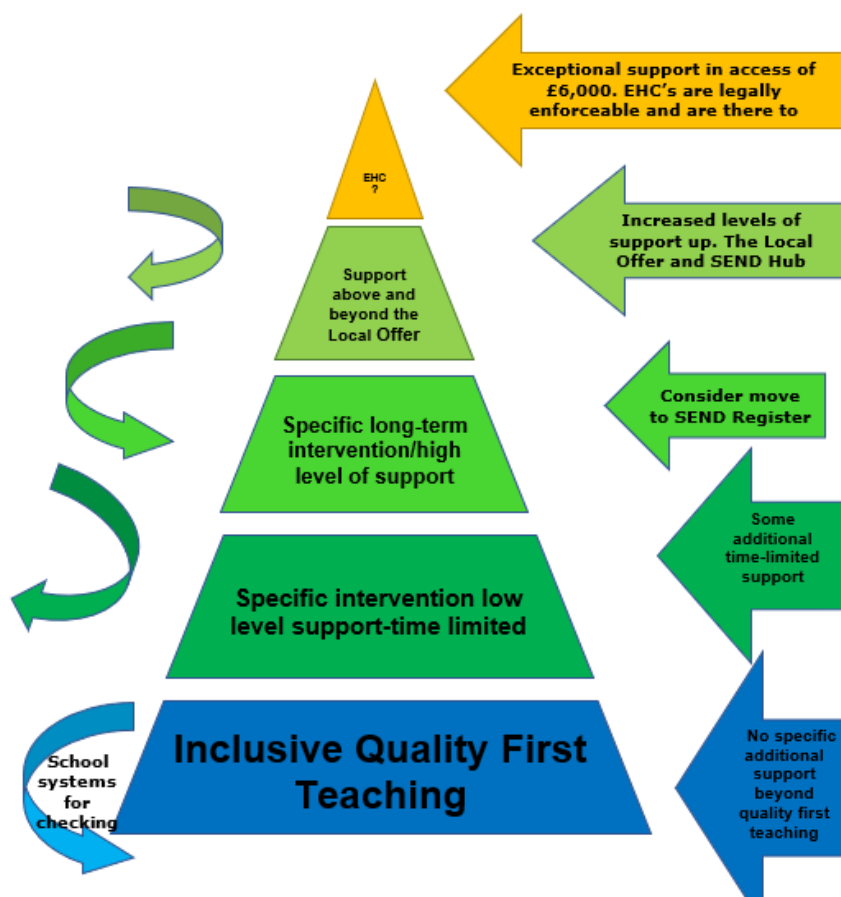 Exceptional support in access of
£6,000. EHC's are legally
enforceable and are there to
EHC
?
Increased levels of
support up. The Local
Offer and SEND Hub
Support
above and
beyond the
Local Offer
Consider move
to SEND Register
Specific long-term
intervention/high
level of support
Some
additional
time-limited
support
Specific intervention low
level support-time limited
No specific
additional
support
beyond
quality first
teaching
Inclusive Quality First
Teaching
School
systems
for
checking